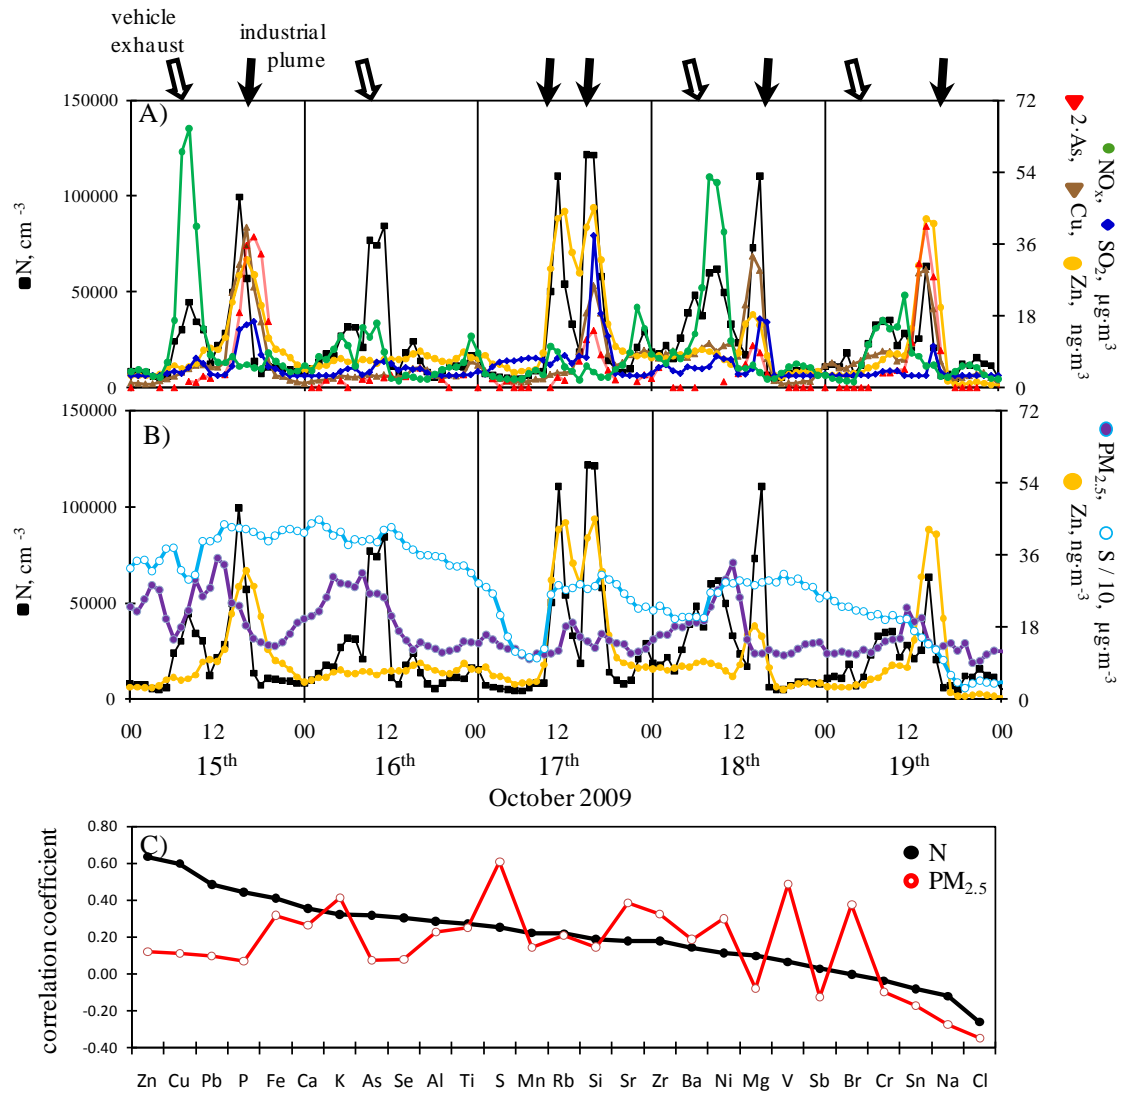 vehicle
exhaust
industrial
plume
A)
150000
100000
50000
0
■N, cm -3
72
54
36
18
0
NOx, SO2, µg·m3
2·As, Cu, Zn, ng·m3
B)
150000
100000
50000
0
■N, cm -3
72
54
36
18
0
PM2.5, S / 10, µg·m-3
Zn, ng·m-3
00 12 00 12 00 12 00 12 00 12 00
15th 16th 17th 18th 19th
October 2009
C)
correlation coefficient
0.80
0.60
0.40
0.20
0.00
-0.20
-0.40
N
PM2.5
Zn Cu Pb P Fe Ca K As Se Al Ti S Mn Rb Si Sr Zr Ba Ni Mg V Sb Br Cr Sn Na Cl